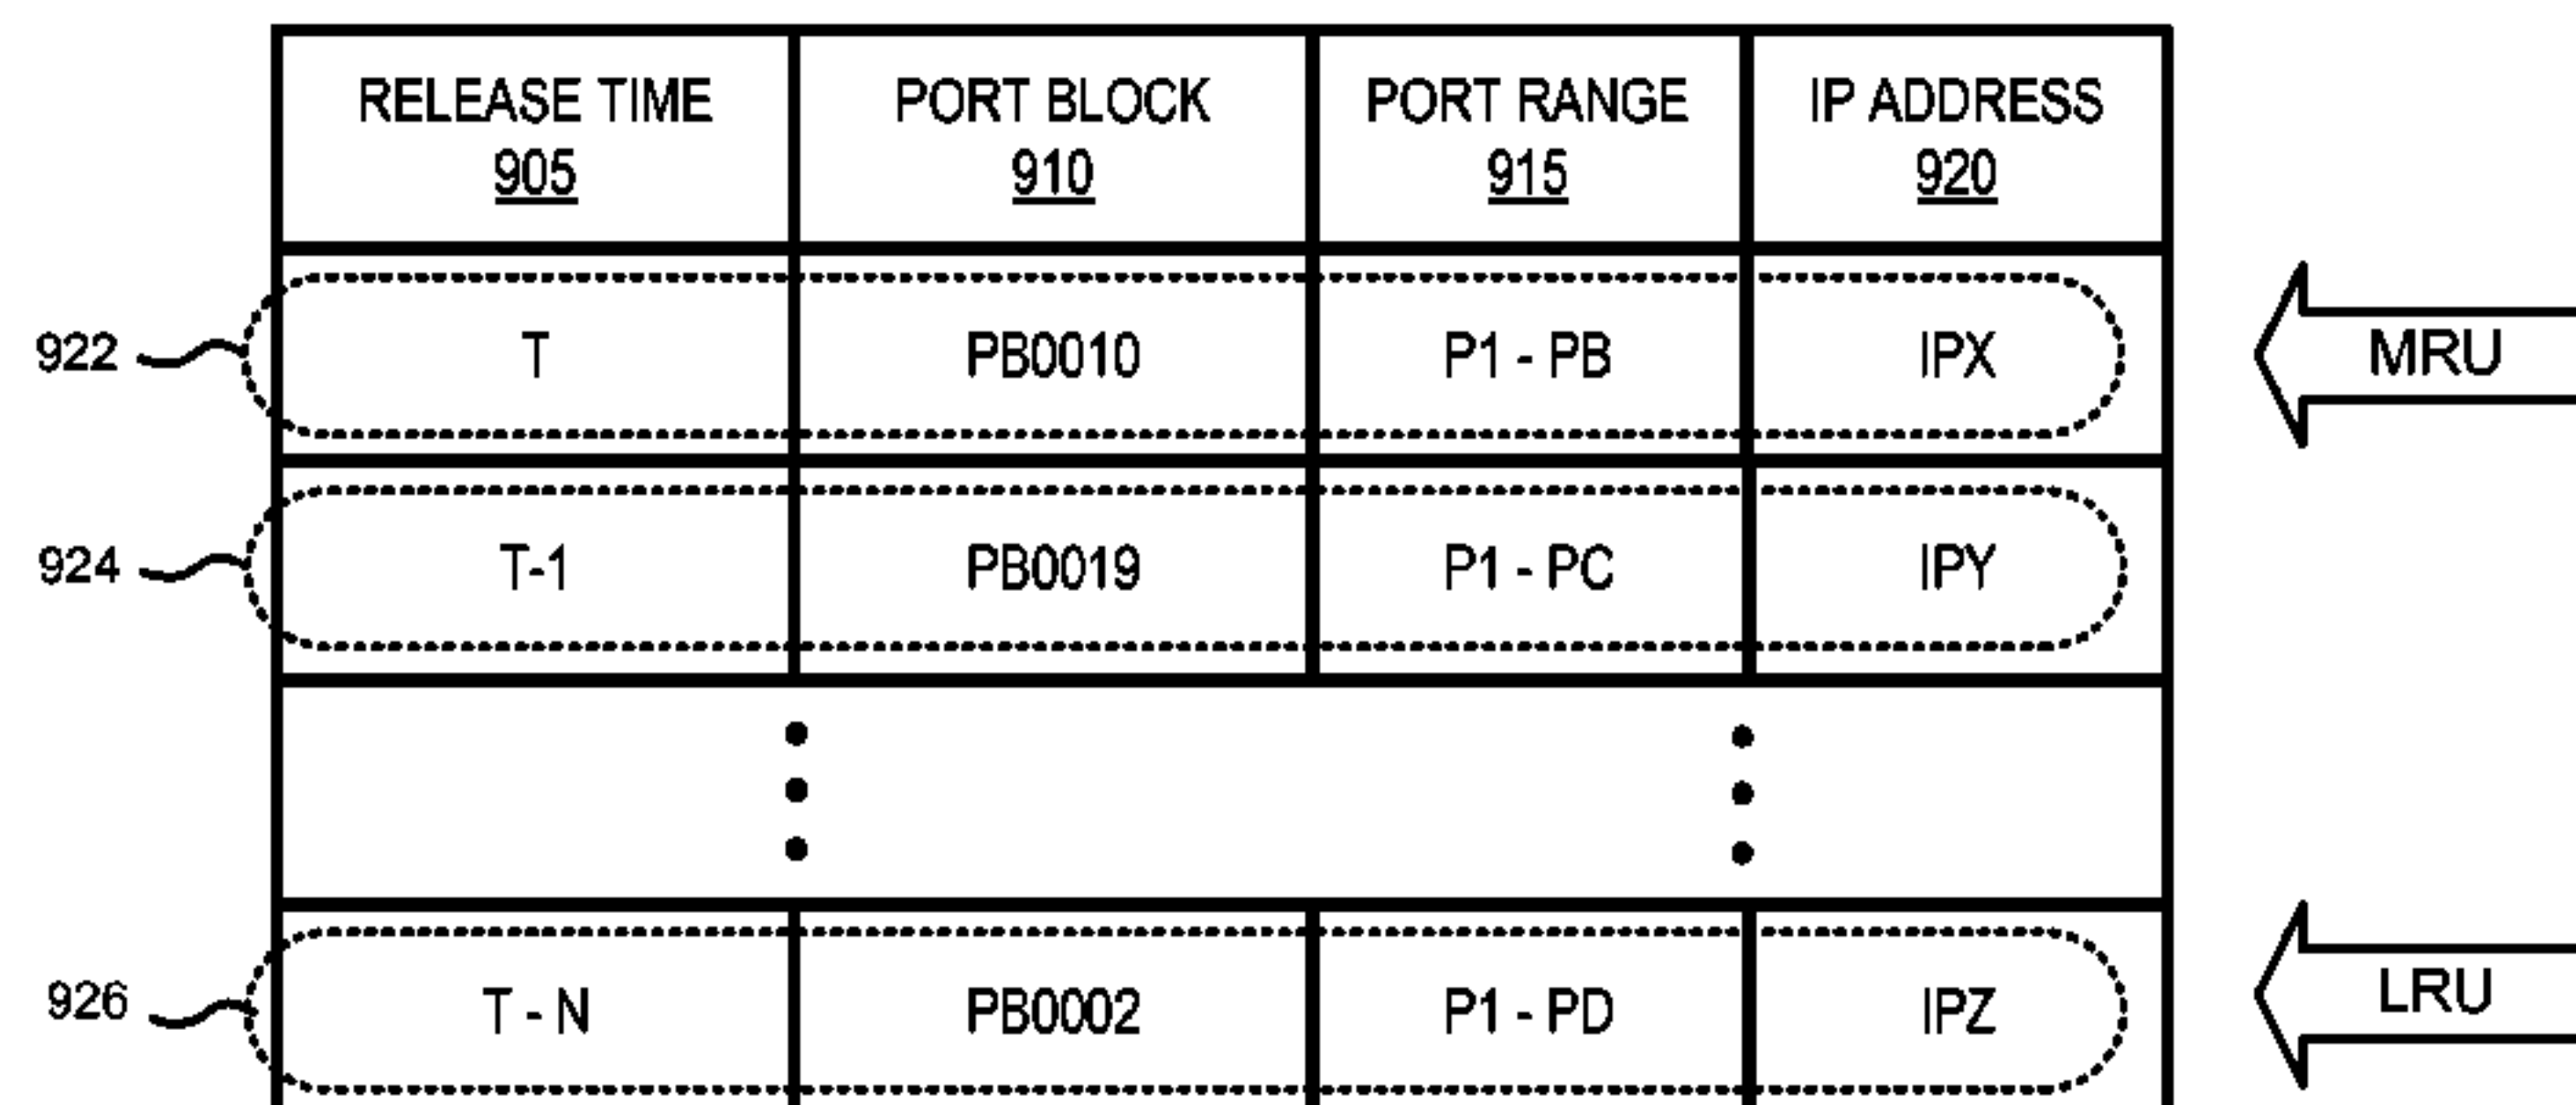 RELEASE TIME PORT BLOCK PORT RANGE IP ADDRESS
905 910 915 920
922 T PB0010 P1 - PB IPX MRU
924 T-1 PB0019 P1 - PC IPY
926 T - N PB0002 P1 - PD IPZ LRU